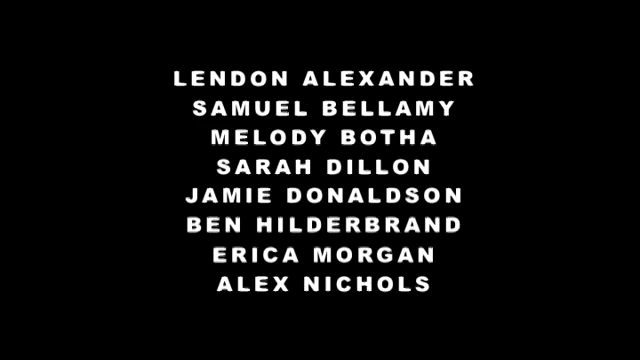 LENDON ALEXANDER
SAMUEL BELLAMY
MELODY BOTHA
SARAH DILLON
JAMIE DONALDSON
BEN HILDERBRAND
ERICA MORGAN
ALEX NICHOLS